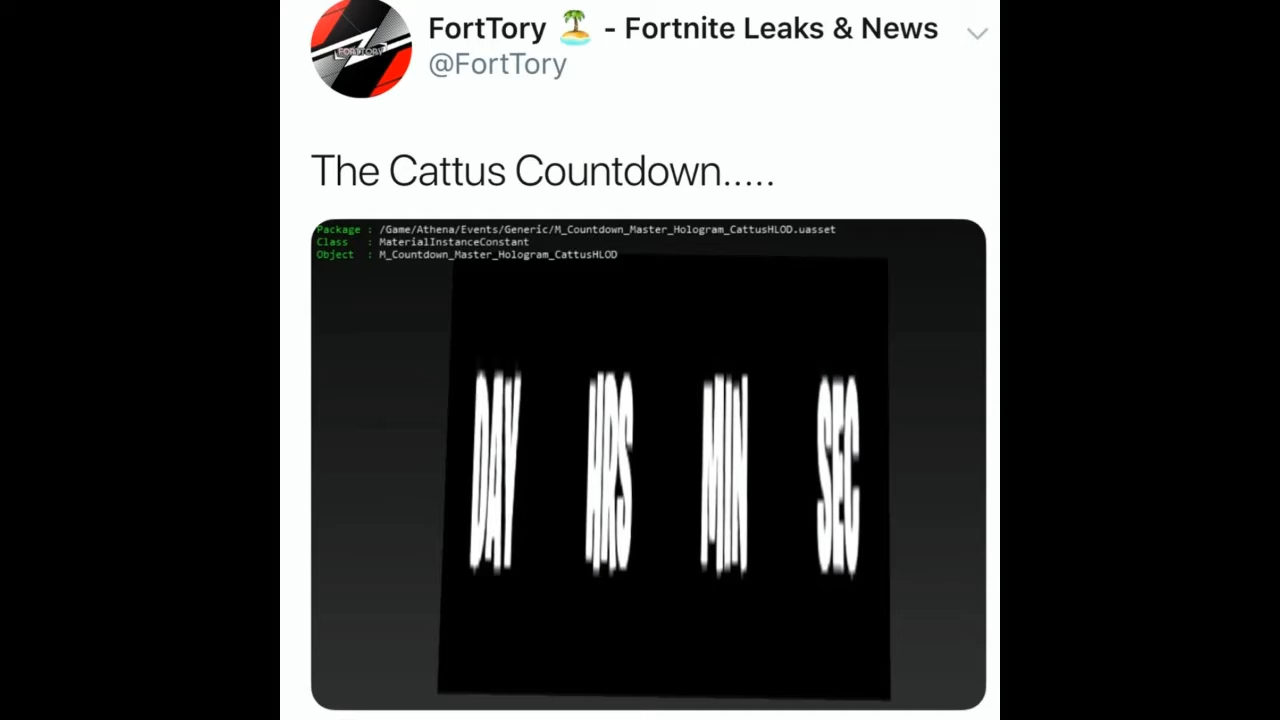 FortTory 🏝️ - Fortnite Leaks & News
@FortTory
FORTTORY
The Cattus Countdown.....
Package : /Game/Athena/Events/Generic/M_Countdown_Master_Hologram_CattusHLOD.uasset
Class : MaterialInstanceConstant
Object : M_Countdown_Master_Hologram_CattusHLOD
DAY HRS MIN SEC